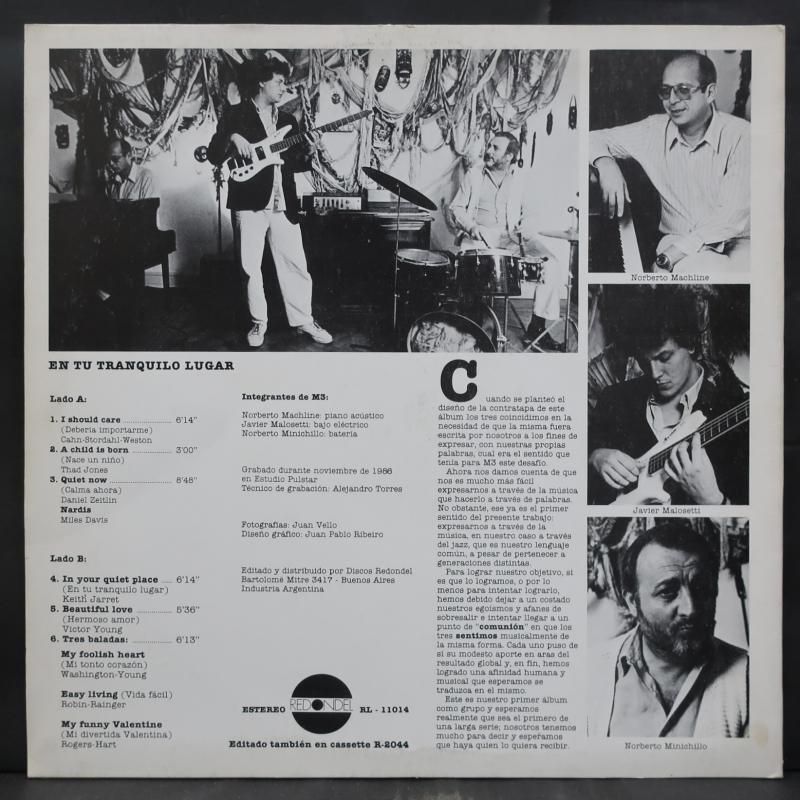 Norberto Machline
Javier Malosetti
Norberto Minichillo
EN TU TRANQUILO LUGAR
Lado A:
1. I should care .................... 6'14"
(Debería importarme)
Cahn-Stordahl-Weston
2. A child is born ................. 3'00"
(Nace un niño)
Thad Jones
3. Quiet now ........................ 8'48"
(Calma ahora)
Daniel Zeitlin
Nardis
Miles Davis
Lado B:
4. In your quiet place .... 6'14"
(En tu tranquilo lugar)
Keith Jarret
5. Beautiful love ............... 5'36"
(Hermoso amor)
Victor Young
6. Tres baladas: ................ 6'13"
My foolish heart
(Mi tonto corazón)
Washington-Young
Easy living (Vida fácil)
Robin-Rainger
My funny Valentine
(Mi divertida Valentina)
Rogers-Hart
Integrantes de M3:
Norberto Machline: piano acústico
Javier Malosetti: bajo eléctrico
Norberto Minichillo: batería
Grabado durante noviembre de 1986
en Estudio Pulstar
Técnico de grabación: Alejandro Torres
Fotografías: Juan Vello
Diseño gráfico: Juan Pablo Ribeiro
Editado y distribuido por Discos Redondel
Bartolomé Mitre 3417 - Buenos Aires
Industria Argentina
ESTEREO REDONDEL RL - 11014
Editado también en cassette R-2044
Cuando se planteó el
diseño de la contratapa de este
álbum los tres coincidimos en la
necesidad de que la misma fuera
escrita por nosotros a los fines de
expresar, con nuestras propias
palabras, cual era el sentido que
tenía para M3 este desafío.
Ahora nos damos cuenta de que
nos es mucho más fácil
expresarnos a través de la música
que hacerlo a través de palabras.
No obstante, ese ya es el primer
sentido del presente trabajo:
expresarnos a través de la
música, en nuestro caso a través
del jazz, que es nuestro lenguaje
común, a pesar de pertenecer a
generaciones distintas.
Para lograr nuestro objetivo, si
es que lo logramos, o por lo
menos para intentar lograrlo,
hemos debido dejar a un costado
nuestros egoísmos y afanes de
sobresalir e intentar llegar a un
punto de "comunión" en que los
tres sentimos musicalmente de
la misma forma. Cada uno puso de
sí su modesto aporte en aras del
resultado global y, en fin, hemos
logrado una afinidad humana y
musical que esperamos se
traduzca en el mismo.
Este es nuestro primer álbum
como grupo y esperamos
realmente que sea el primero de
una larga serie; nosotros tenemos
mucho para decir y esperamos
que haya quien lo quiera recibir.